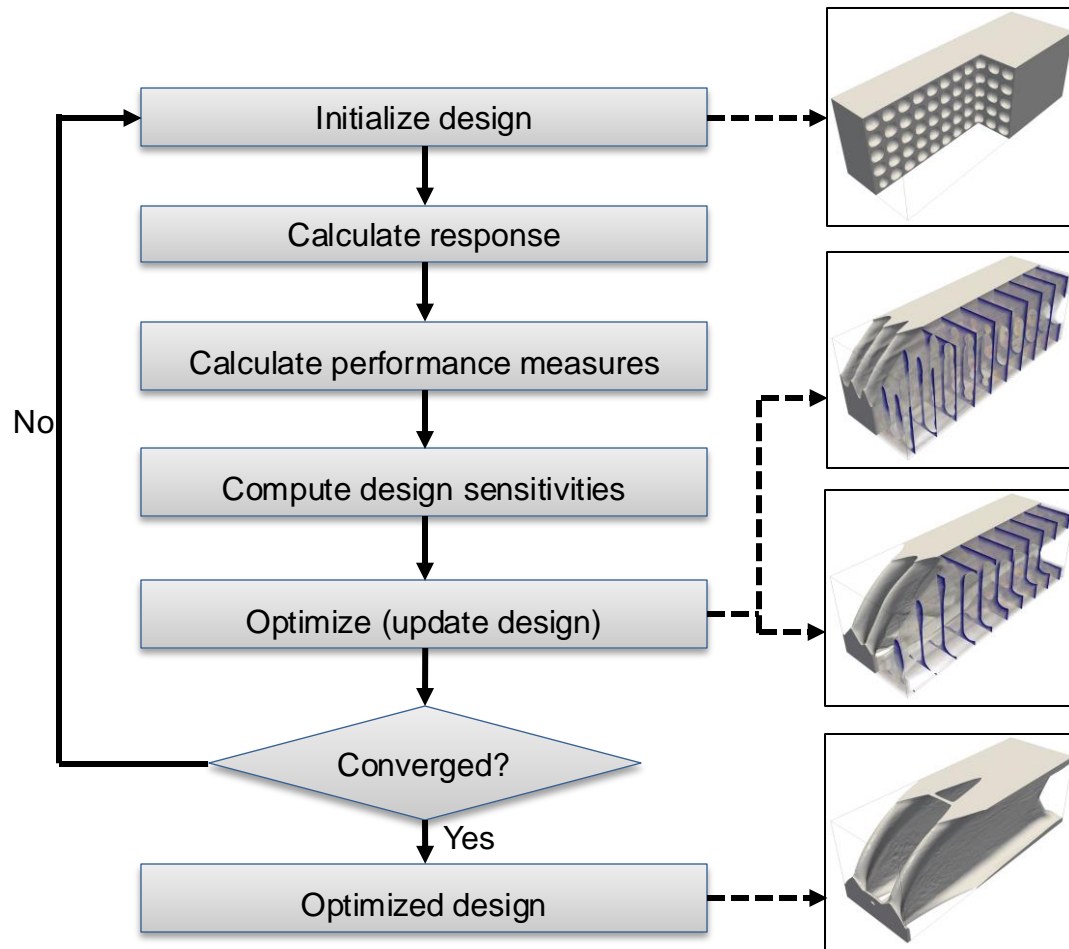 Initialize design
Calculate response
Calculate performance measures
No
Compute design sensitivities
Optimize (update design)
Converged?
Yes
Optimized design